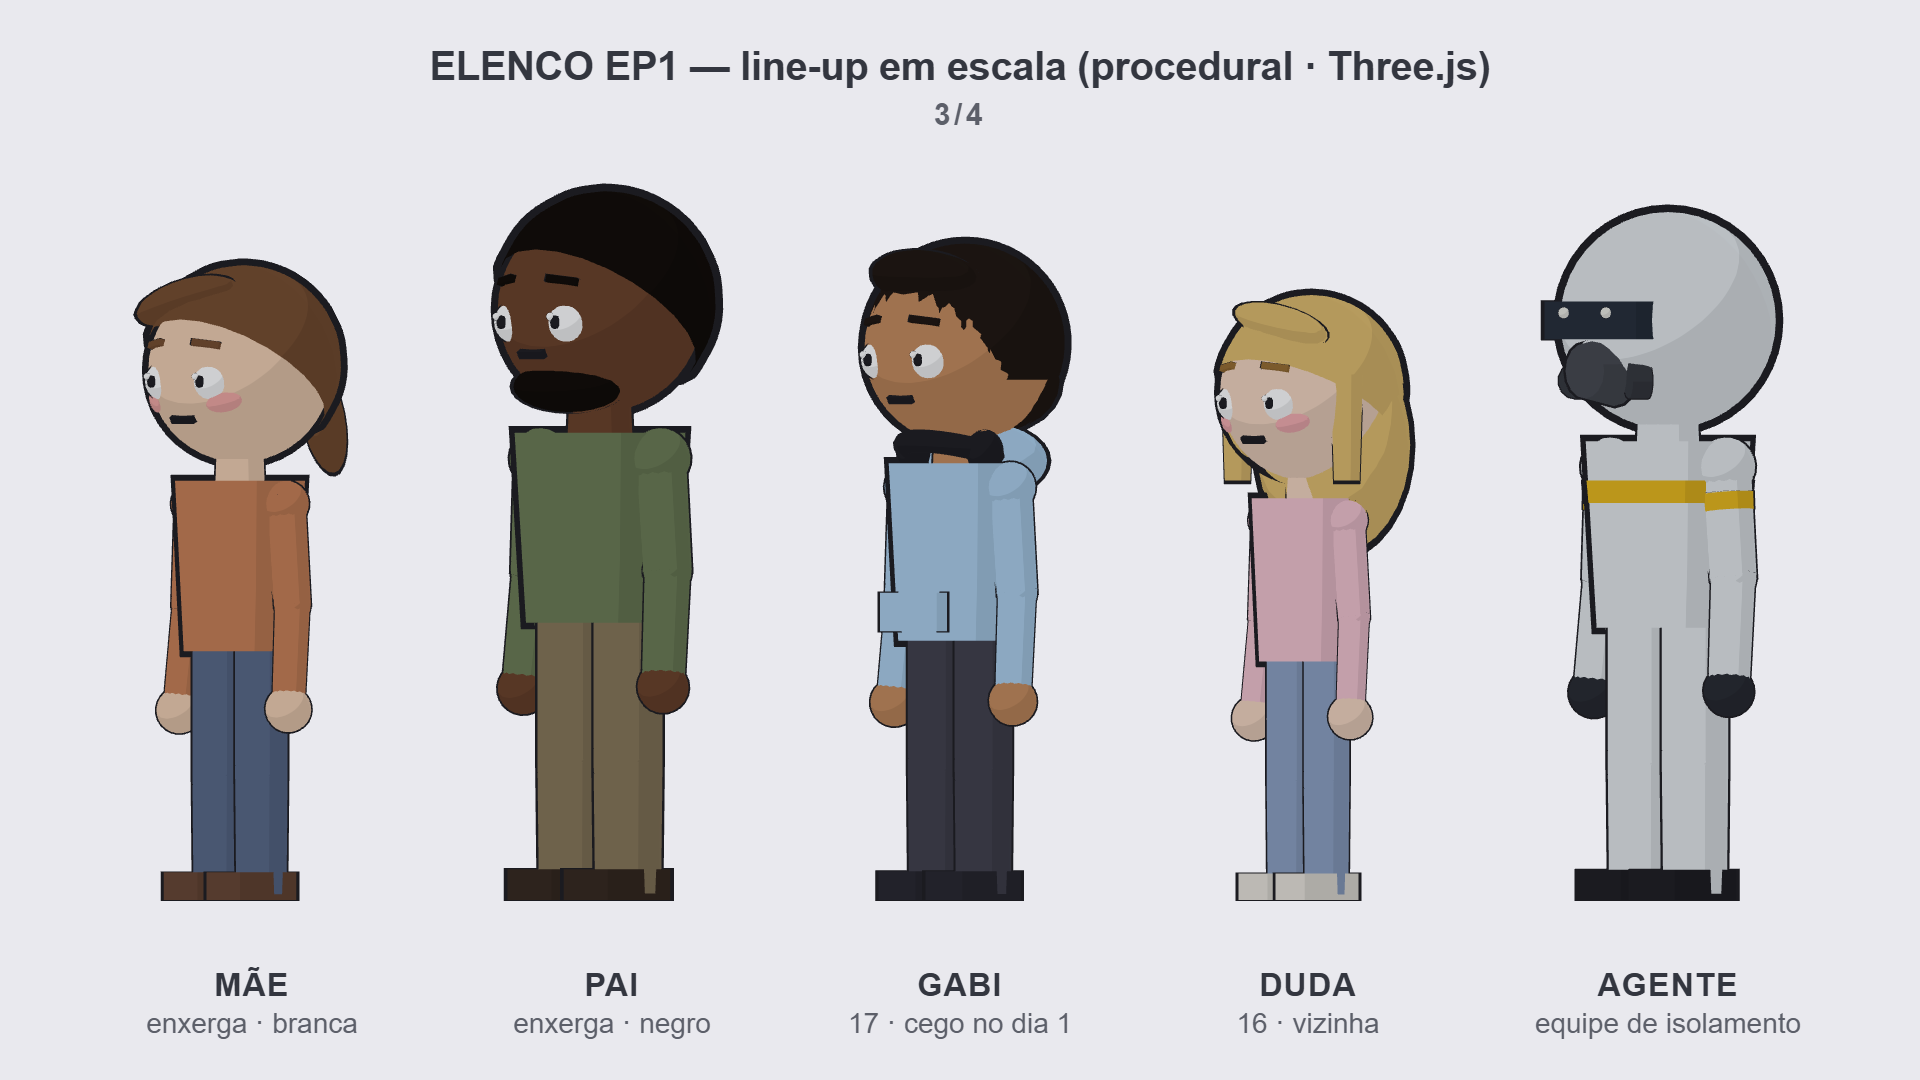 ELENCO EP1 — line-up em escala (procedural · Three.js)
3/4
MÃE
enxerga · branca
PAI
enxerga · negro
GABI
17 · cego no dia 1
DUDA
16 · vizinha
AGENTE
equipe de isolamento